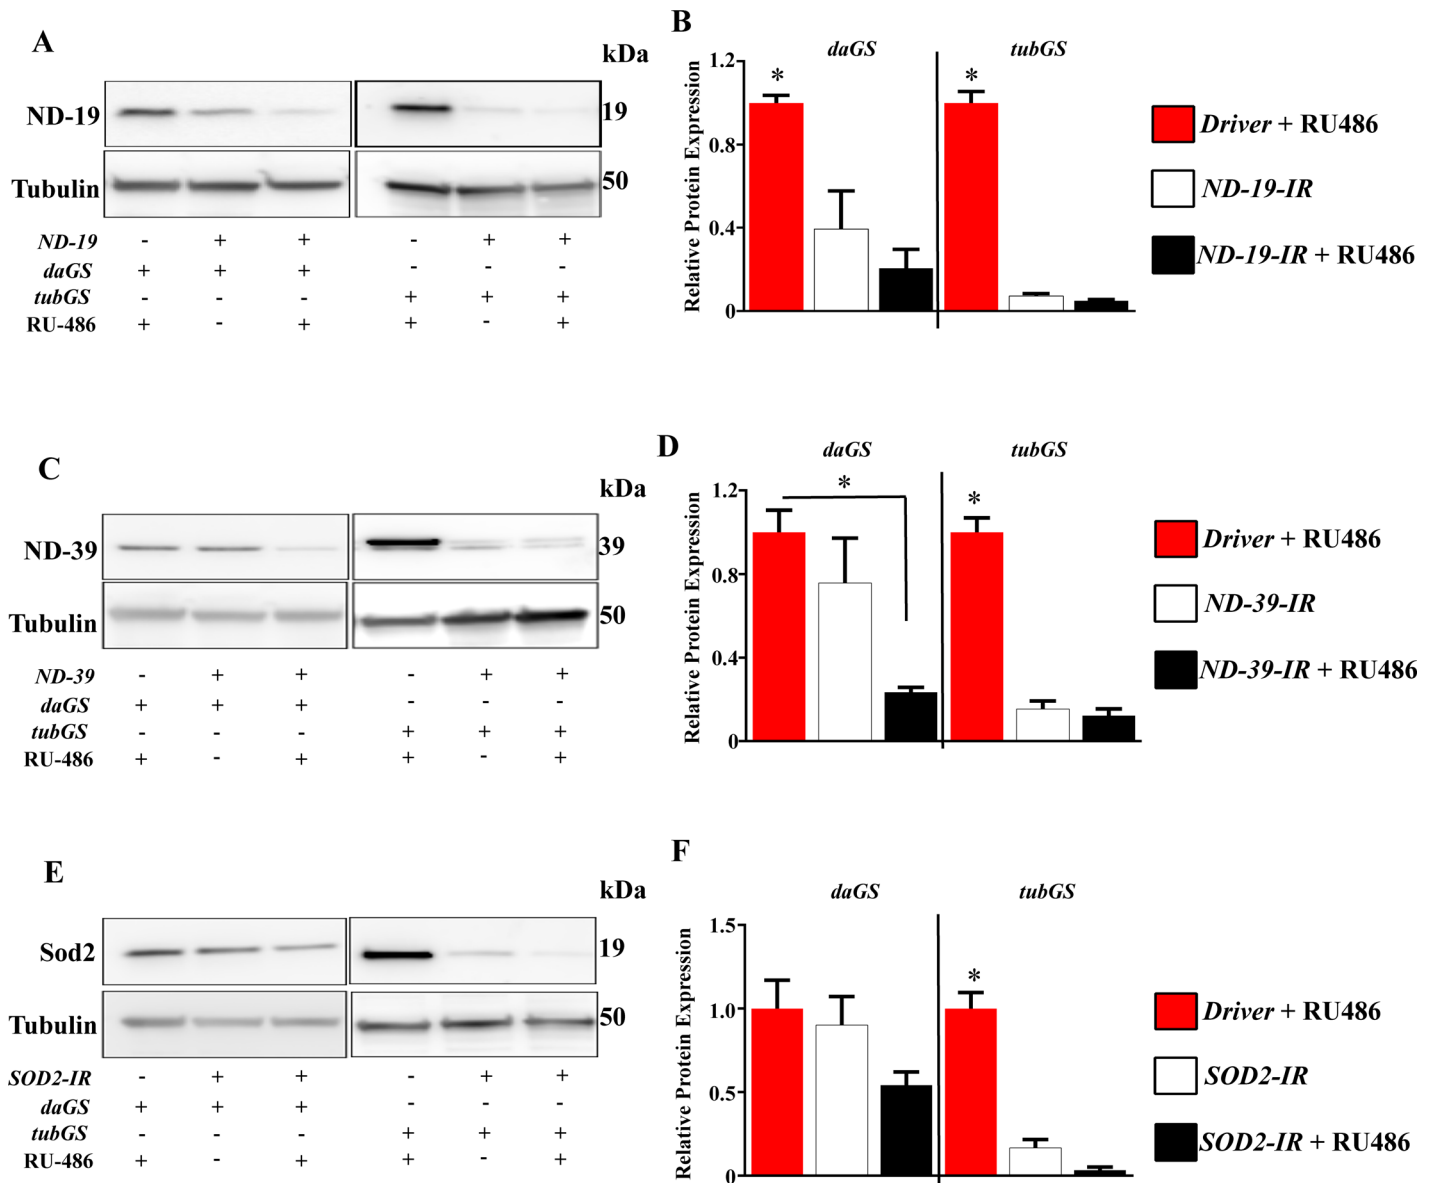 A
kDa
ND-19
19
Tubulin
50
ND-19 - + + - + +
daGS + + + - - -
tubGS - - - + + +
RU-486 + - + + - +
B
daGS
tubGS
Relative Protein Expression
1.2
0.8
0.4
0
*
*
Driver + RU486
ND-19-IR
ND-19-IR + RU486
C
kDa
ND-39
39
Tubulin
50
ND-39 - + + - + +
daGS + + + - - -
tubGS - - - + + +
RU-486 + - + + - +
D
daGS
tubGS
Relative Protein Expression
1.2
0.8
0.4
0
*
*
Driver + RU486
ND-39-IR
ND-39-IR + RU486
E
kDa
Sod2
19
Tubulin
50
SOD2-IR - + + - + +
daGS + + + - - -
tubGS - - - + + +
RU-486 + - + + - +
F
daGS
tubGS
Relative Protein Expression
1.5
1.0
0.5
0
*
Driver + RU486
SOD2-IR
SOD2-IR + RU486